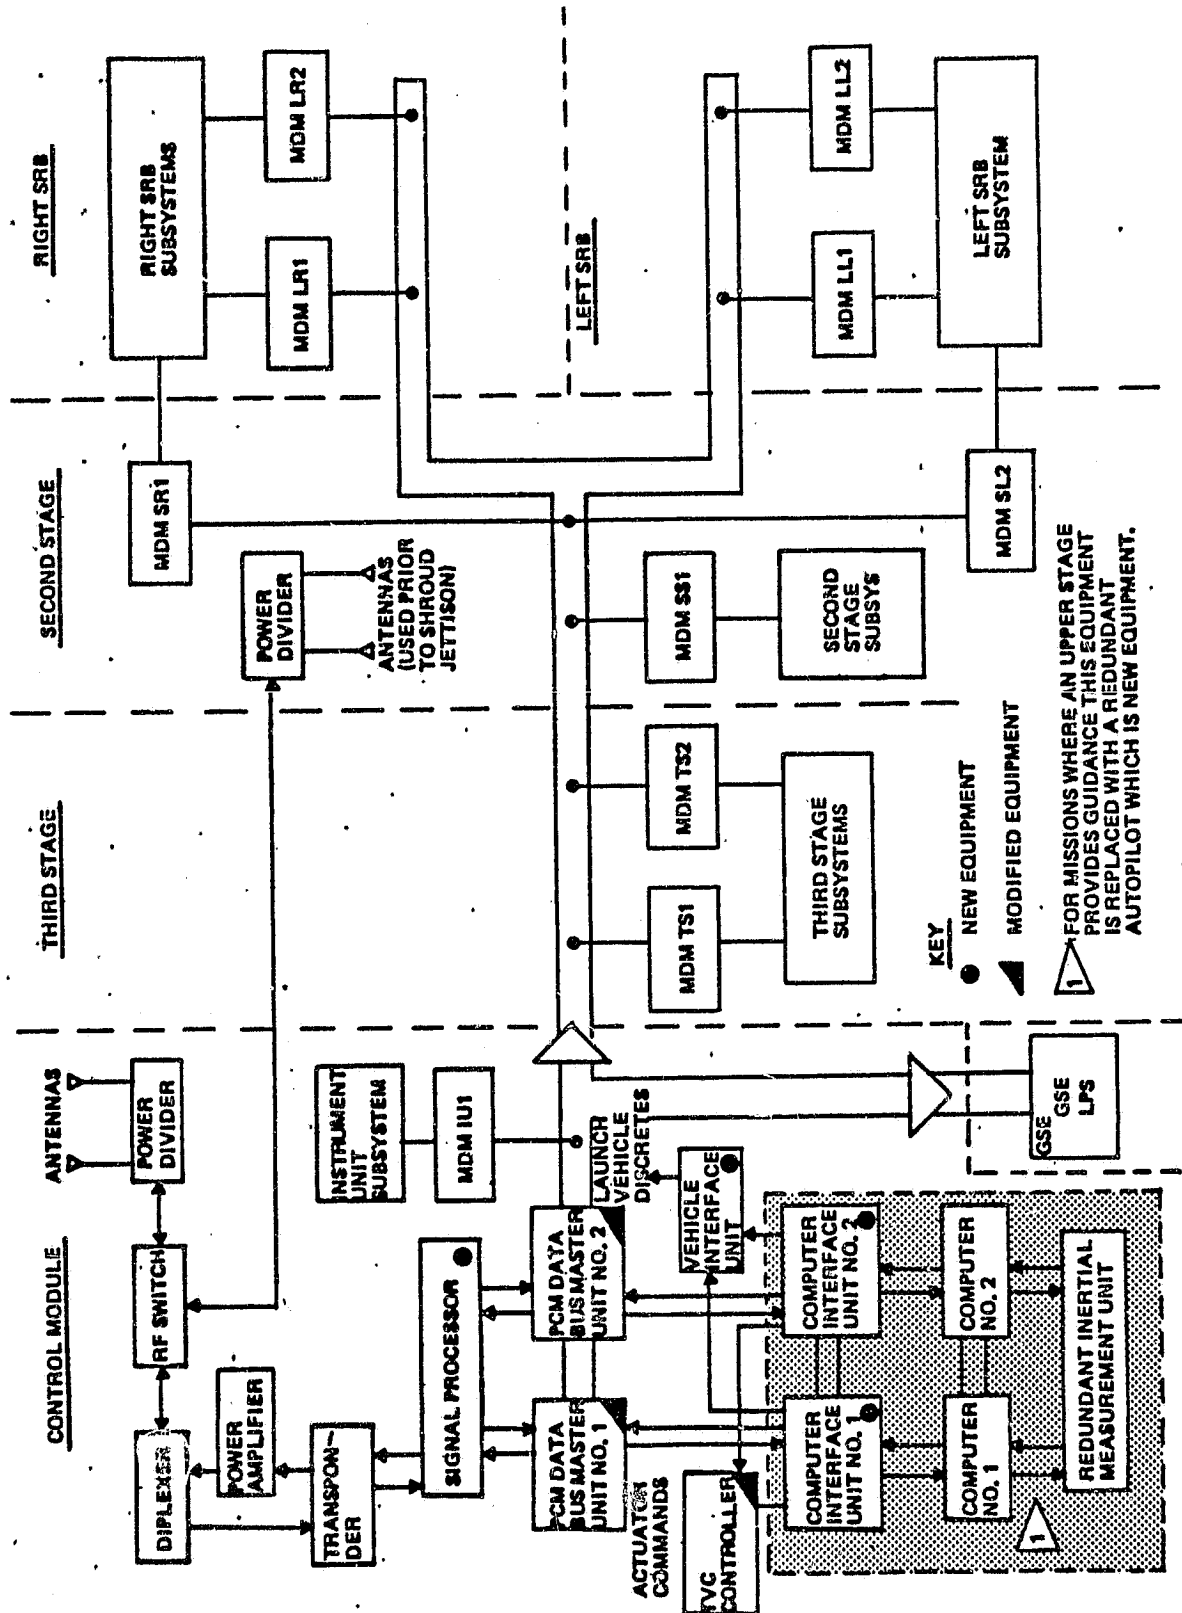 CONTROL MODULE
THIRD STAGE
SECOND STAGE
RIGHT SRB
ANTENNAS
DIPLEXER
RF SWITCH
POWER
DIVIDER
POWER
AMPLIFIER
TRANSPON-
DER
SIGNAL PROCESSOR
INSTRUMENT
UNIT
SUBSYSTEM
MDM IU1
PCM DATA
BUS MASTER
UNIT NO. 1
PCM DATA
BUS MASTER
UNIT NO. 2
LAUNCH
VEHICLE
DISCRETES
ACTUATOR
COMMANDS
TVC
CONTROLLER
VEHICLE
INTERFACE
UNIT
COMPUTER
INTERFACE
UNIT NO. 1
COMPUTER
INTERFACE
UNIT NO. 2
COMPUTER
NO. 1
COMPUTER
NO. 2
REDUNDANT INERTIAL
MEASUREMENT UNIT
1
GSE
GSE
LPS
MDM TS1
MDM TS2
THIRD STAGE
SUBSYSTEMS
POWER
DIVIDER
ANTENNAS
(USED PRIOR
TO SHROUD
JETTISON)
MDM SR1
MDM SS1
SECOND
STAGE
SUBSYS
MDM SL2
RIGHT SRB
SUBSYSTEMS
MDM LR1
MDM LR2
LEFT SRB
MDM LL1
MDM LL2
LEFT SRB
SUBSYSTEM
KEY
NEW EQUIPMENT
MODIFIED EQUIPMENT
1
FOR MISSIONS WHERE AN UPPER STAGE
PROVIDES GUIDANCE THIS EQUIPMENT
IS REPLACED WITH A REDUNDANT
AUTOPILOT WHICH IS NEW EQUIPMENT.